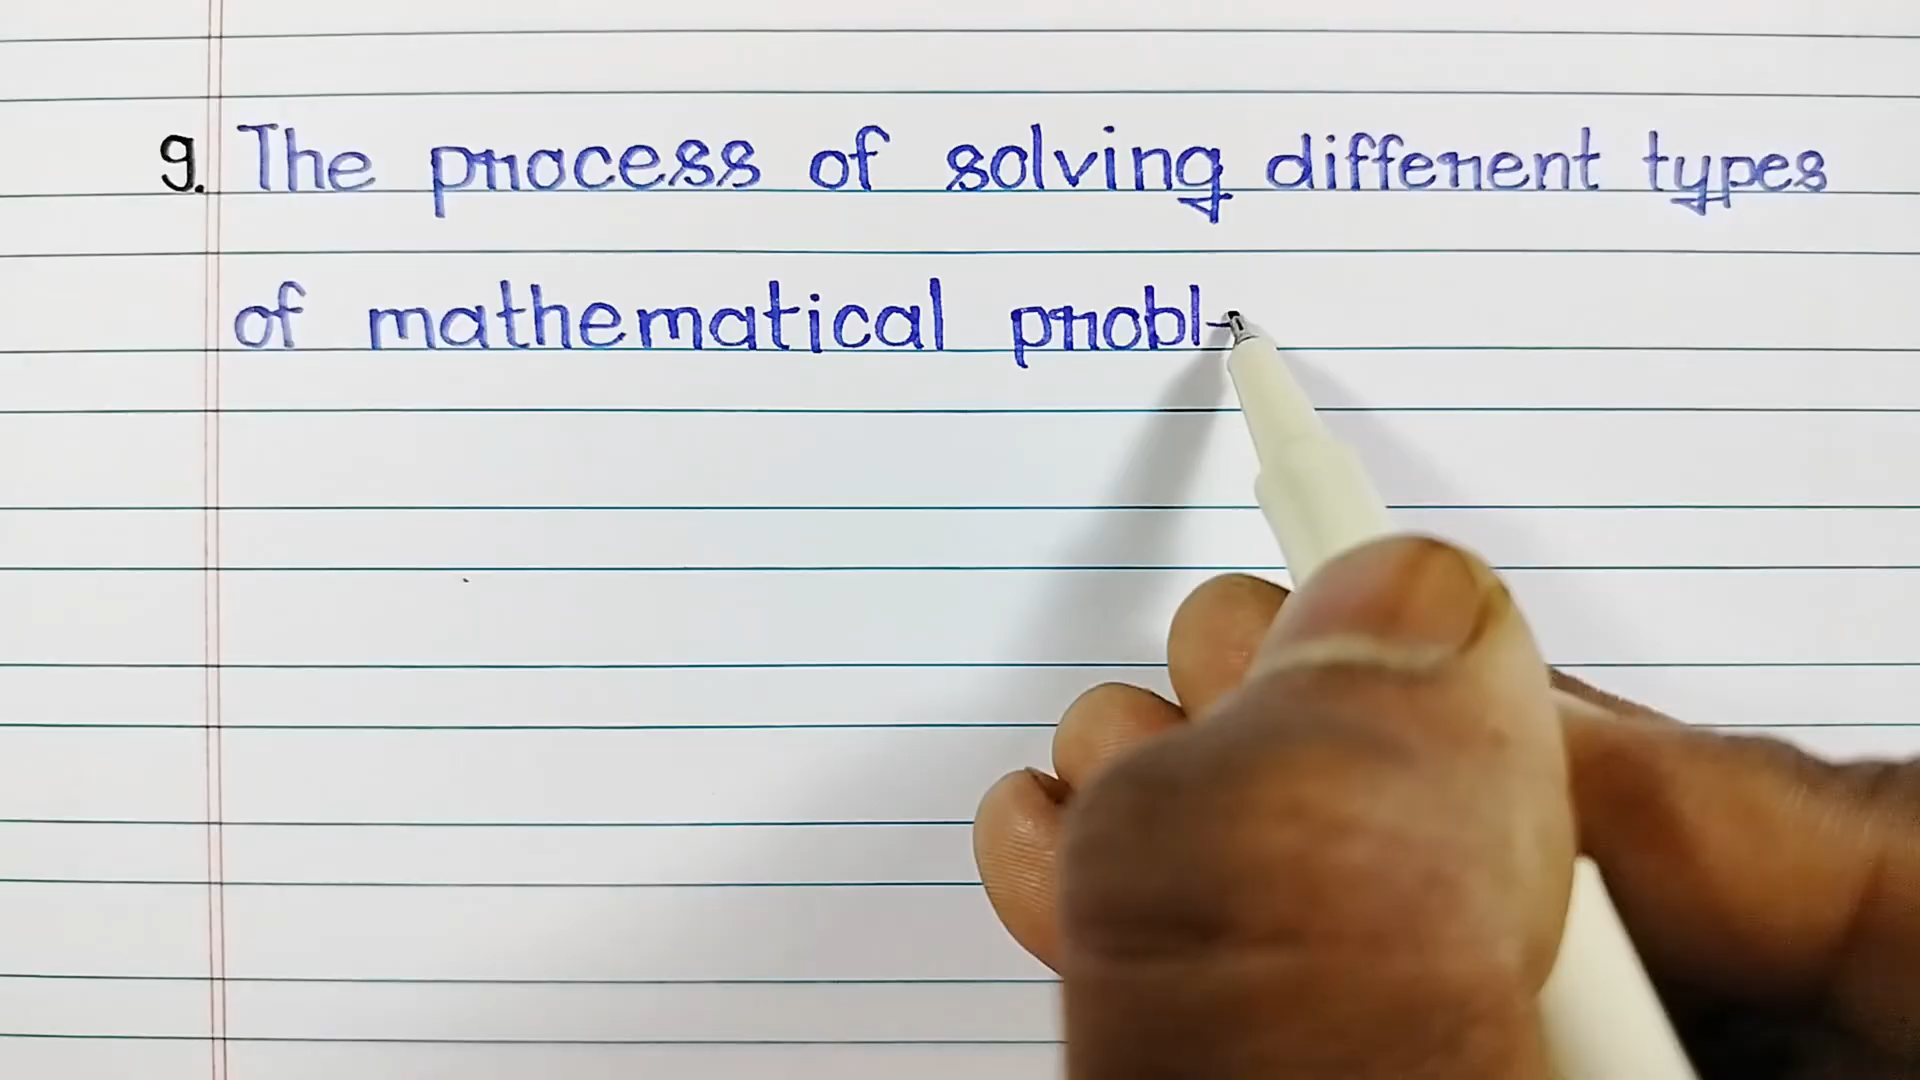 9. The process of solving different types
of mathematical probl